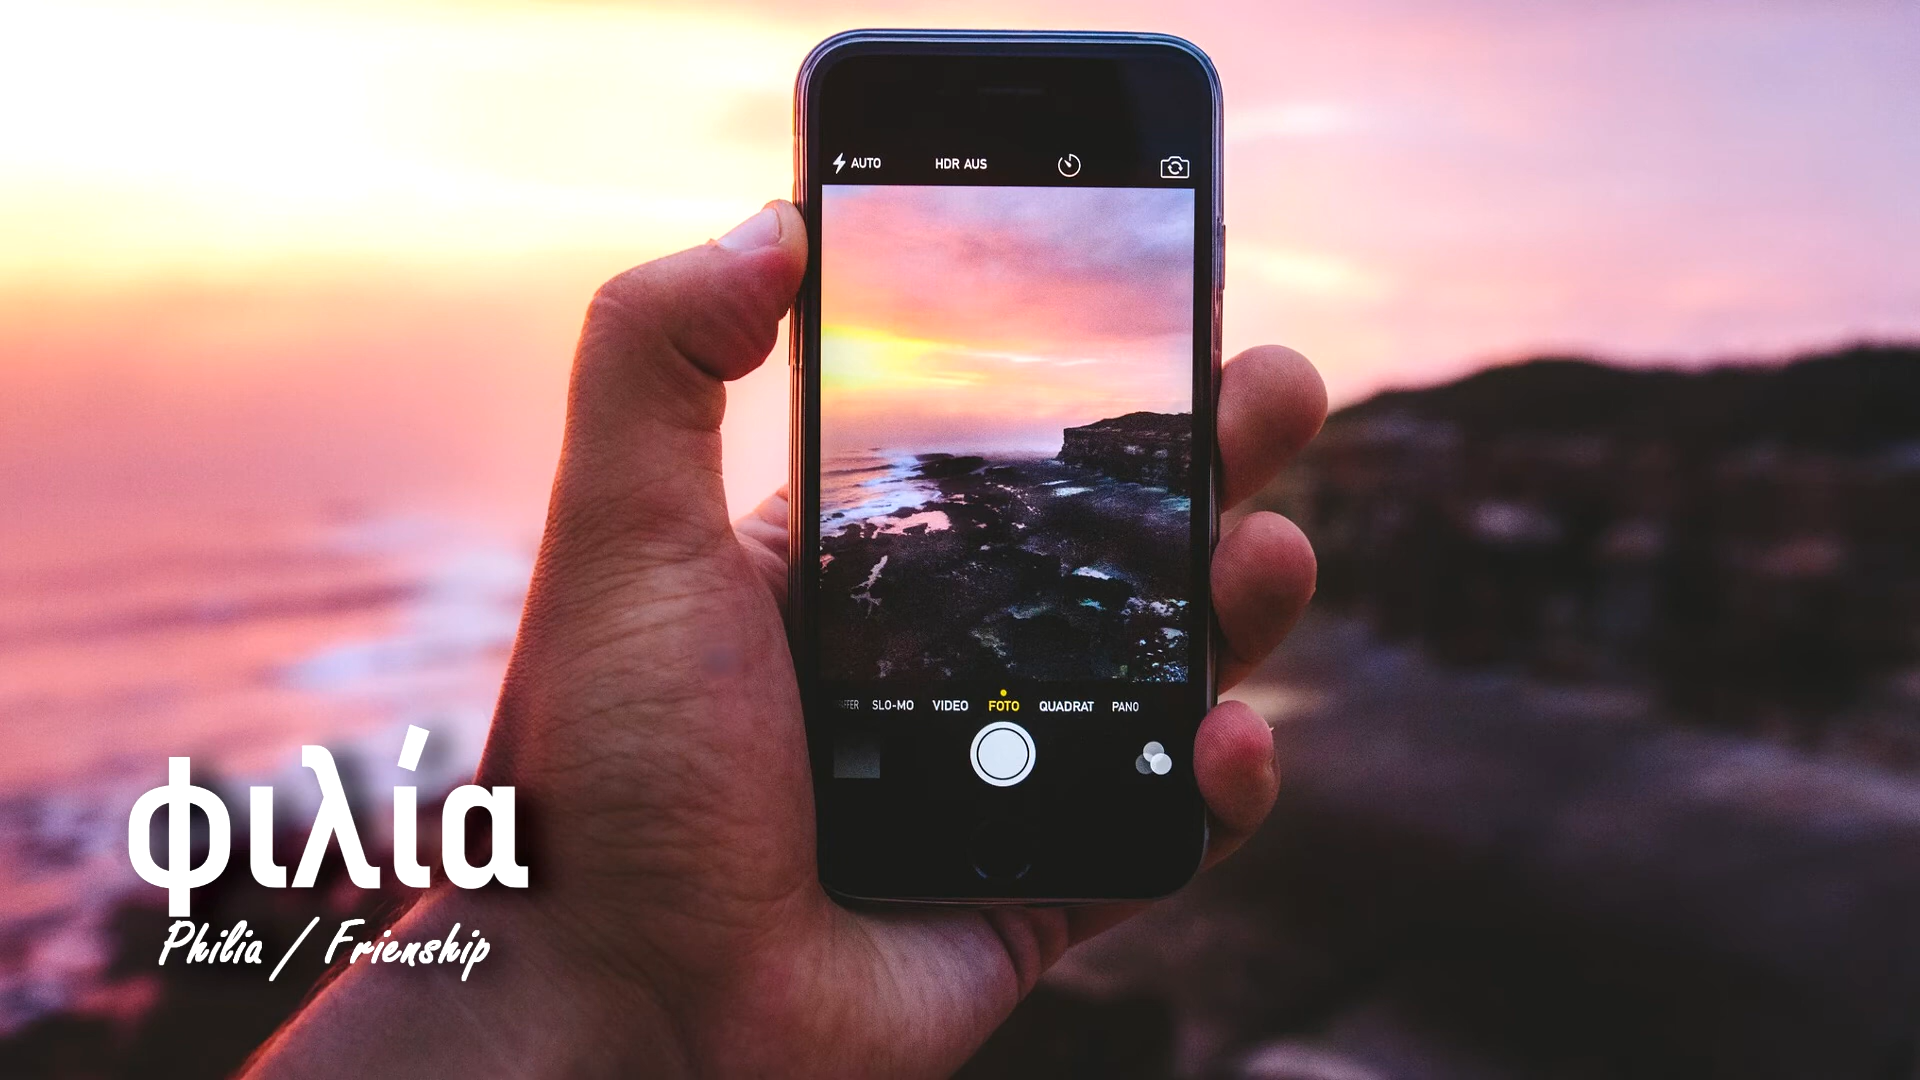 AUTO HDR AUS
SLO-MO VIDEO FOTO QUADRAT PANO
φιλία
Philia / Frienship